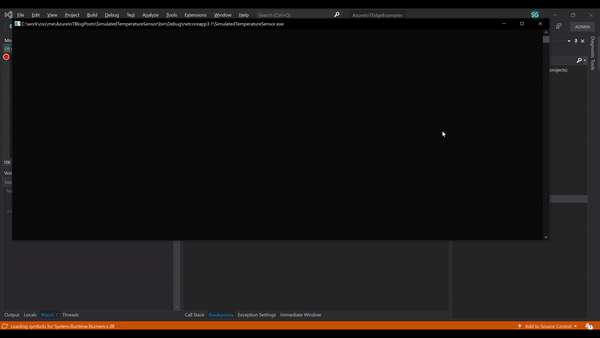 File Edit View Project Build Debug Test Analyze Tools Extensions Window Help Search (Ctrl+Q) AzureIoTEdgeExamples SG
C:\work\oss\me\AzureIoTBlogPosts\SimulatedTemperatureSensor\bin\Debug\netcoreapp3.1\SimulatedTemperatureSensor.exe
ADMIN
Diagnostic Tools
projects)
Output Locals Watch 1 Threads Call Stack Breakpoints Exception Settings Immediate Window
Loading symbols for System.Runtime.Numerics.dll Add to Source Control